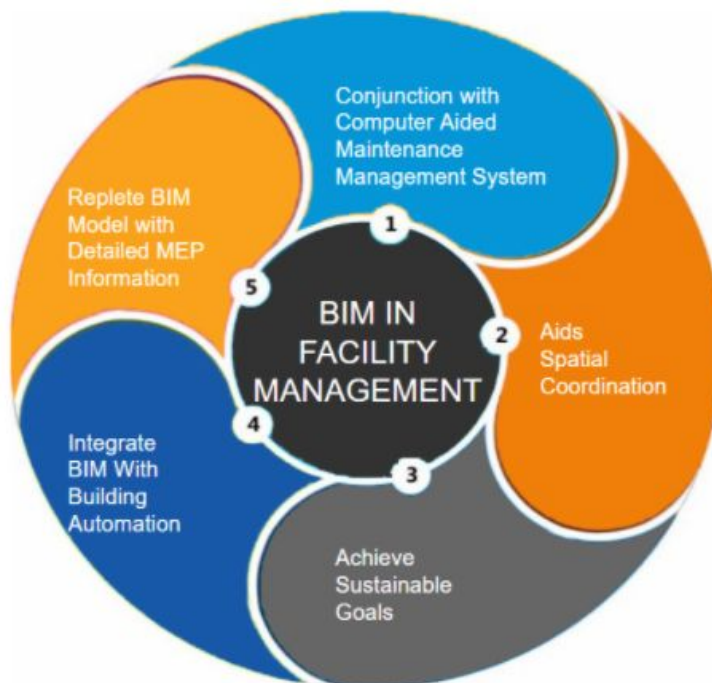 BIM IN
FACILITY
MANAGEMENT
1
Conjunction with
Computer Aided
Maintenance
Management System
2
Aids
Spatial
Coordination
3
Achieve
Sustainable
Goals
4
Integrate
BIM With
Building
Automation
5
Replete BIM
Model with
Detailed MEP
Information